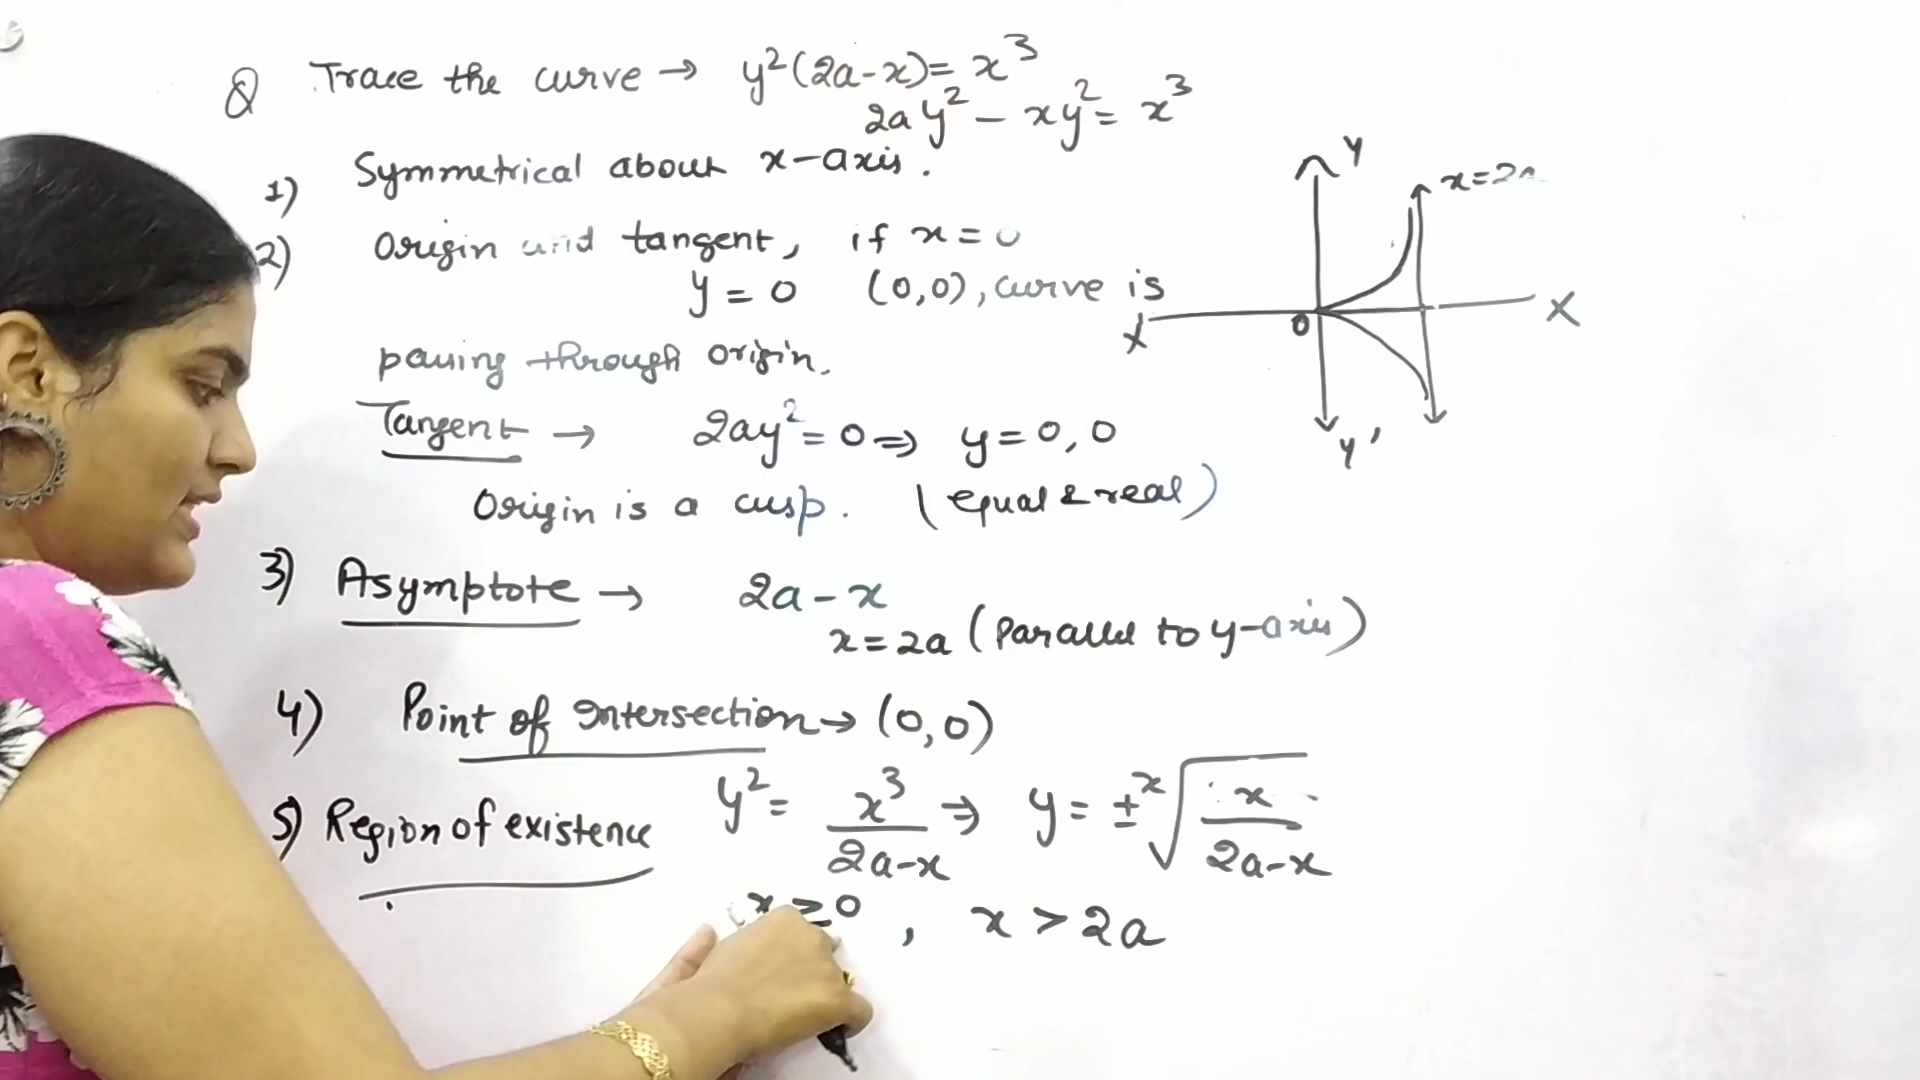 Q Trace the curve → y²(2a-x)= x³
2ay² - xy² = x³
1) Symmetrical about x-axis.
2) Origin and tangent, if x = 0
y = 0 (0,0), curve is
passing through origin.
Tangent → 2ay² = 0 ⇒ y = 0, 0
Origin is a cusp. (equal & real)
3) Asymptote → 2a - x
x = 2a (Parallel to y-axis)
4) Point of Intersection → (0,0)
5) Region of existence y² = x³/(2a-x) ⇒ y = ± x√(x/(2a-x))
x ≥ 0, x > 2a
Y
x=2a
X
O
X
Y'